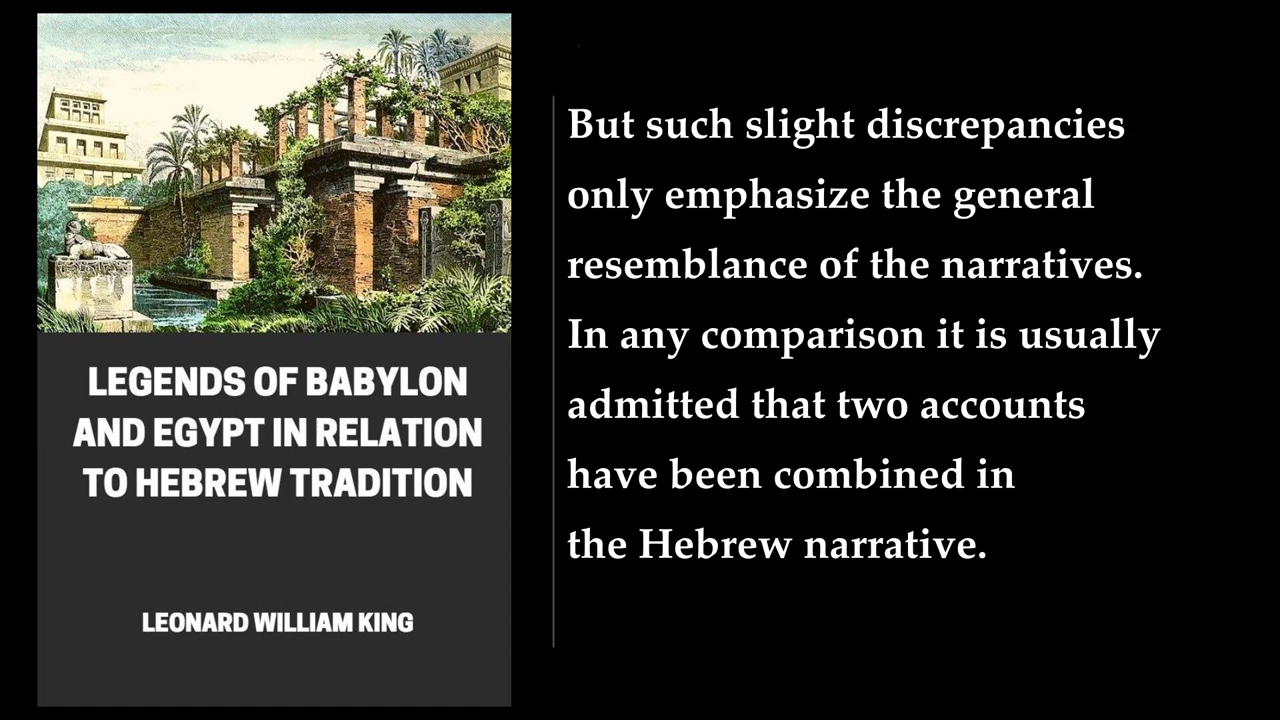 LEGENDS OF BABYLON
AND EGYPT IN RELATION
TO HEBREW TRADITION
LEONARD WILLIAM KING
But such slight discrepancies
only emphasize the general
resemblance of the narratives.
In any comparison it is usually
admitted that two accounts
have been combined in
the Hebrew narrative.